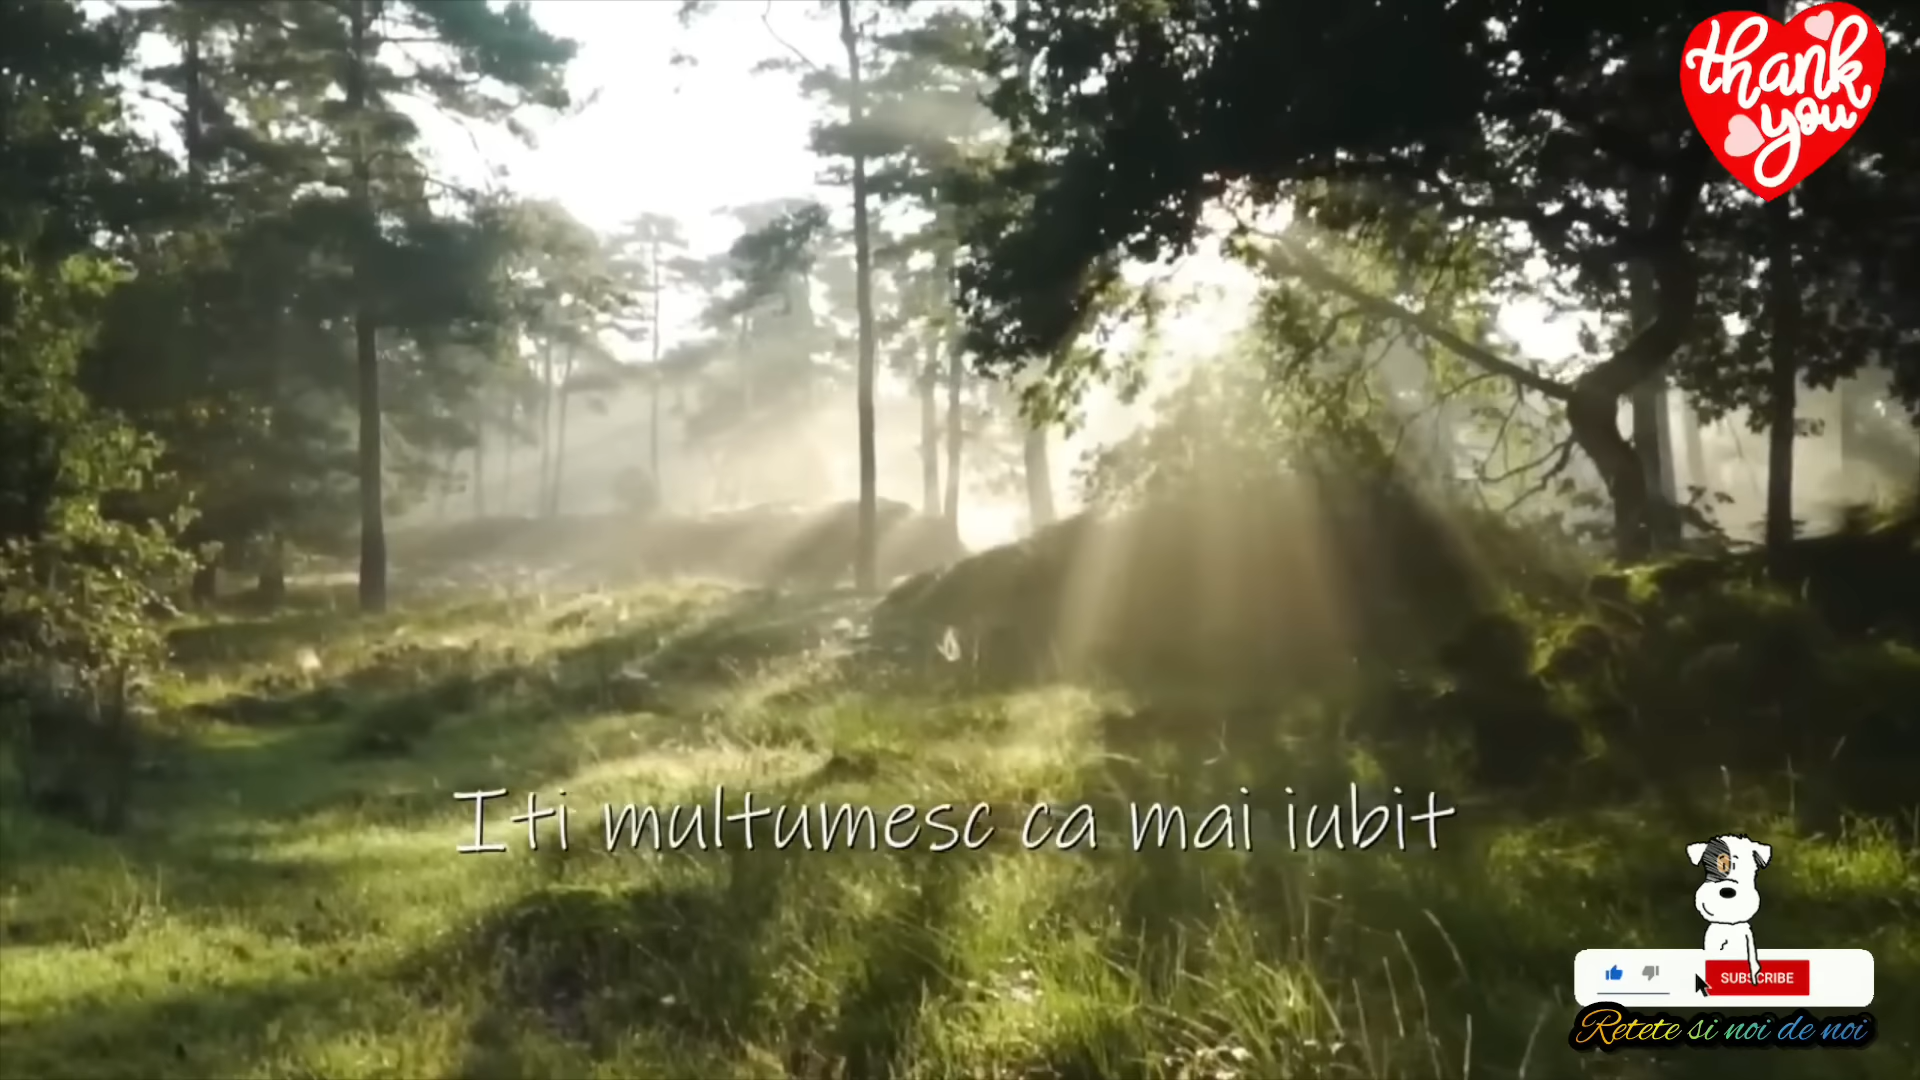 thank
you
Iti multumesc ca mai iubit
SUBSCRIBE
Retete si noi de noi